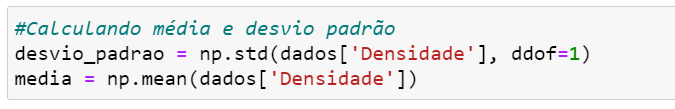 #Calculando média e desvio padrão
desvio_padrao = np.std(dados['Densidade'], ddof=1)
media = np.mean(dados['Densidade'])